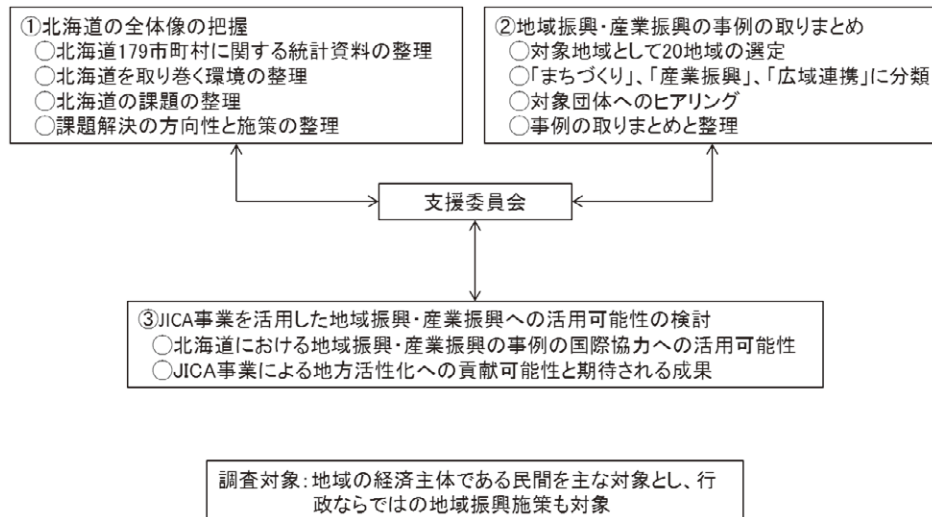 ①北海道の全体像の把握
○北海道179市町村に関する統計資料の整理
○北海道を取り巻く環境の整理
○北海道の課題の整理
○課題解決の方向性と施策の整理
②地域振興・産業振興の事例の取りまとめ
○対象地域として20地域の選定
○「まちづくり」、「産業振興」、「広域連携」に分類
○対象団体へのヒアリング
○事例の取りまとめと整理
支援委員会
③JICA事業を活用した地域振興・産業振興への活用可能性の検討
○北海道における地域振興・産業振興の事例の国際協力への活用可能性
○JICA事業による地方活性化への貢献可能性と期待される成果
調査対象：地域の経済主体である民間を主な対象とし、行
政ならではの地域振興施策も対象